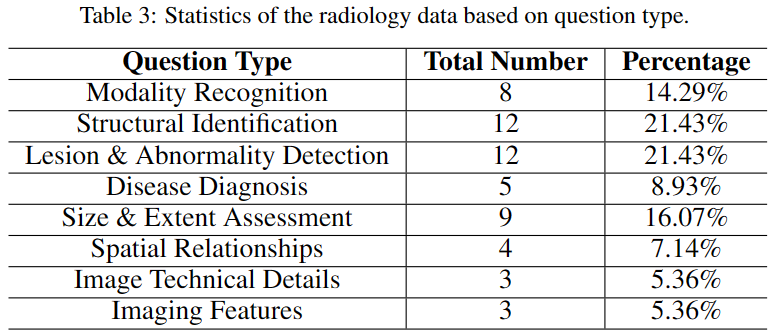 Table 3: Statistics of the radiology data based on question type.
Question Type Total Number Percentage
Modality Recognition 8 14.29%
Structural Identification 12 21.43%
Lesion & Abnormality Detection 12 21.43%
Disease Diagnosis 5 8.93%
Size & Extent Assessment 9 16.07%
Spatial Relationships 4 7.14%
Image Technical Details 3 5.36%
Imaging Features 3 5.36%